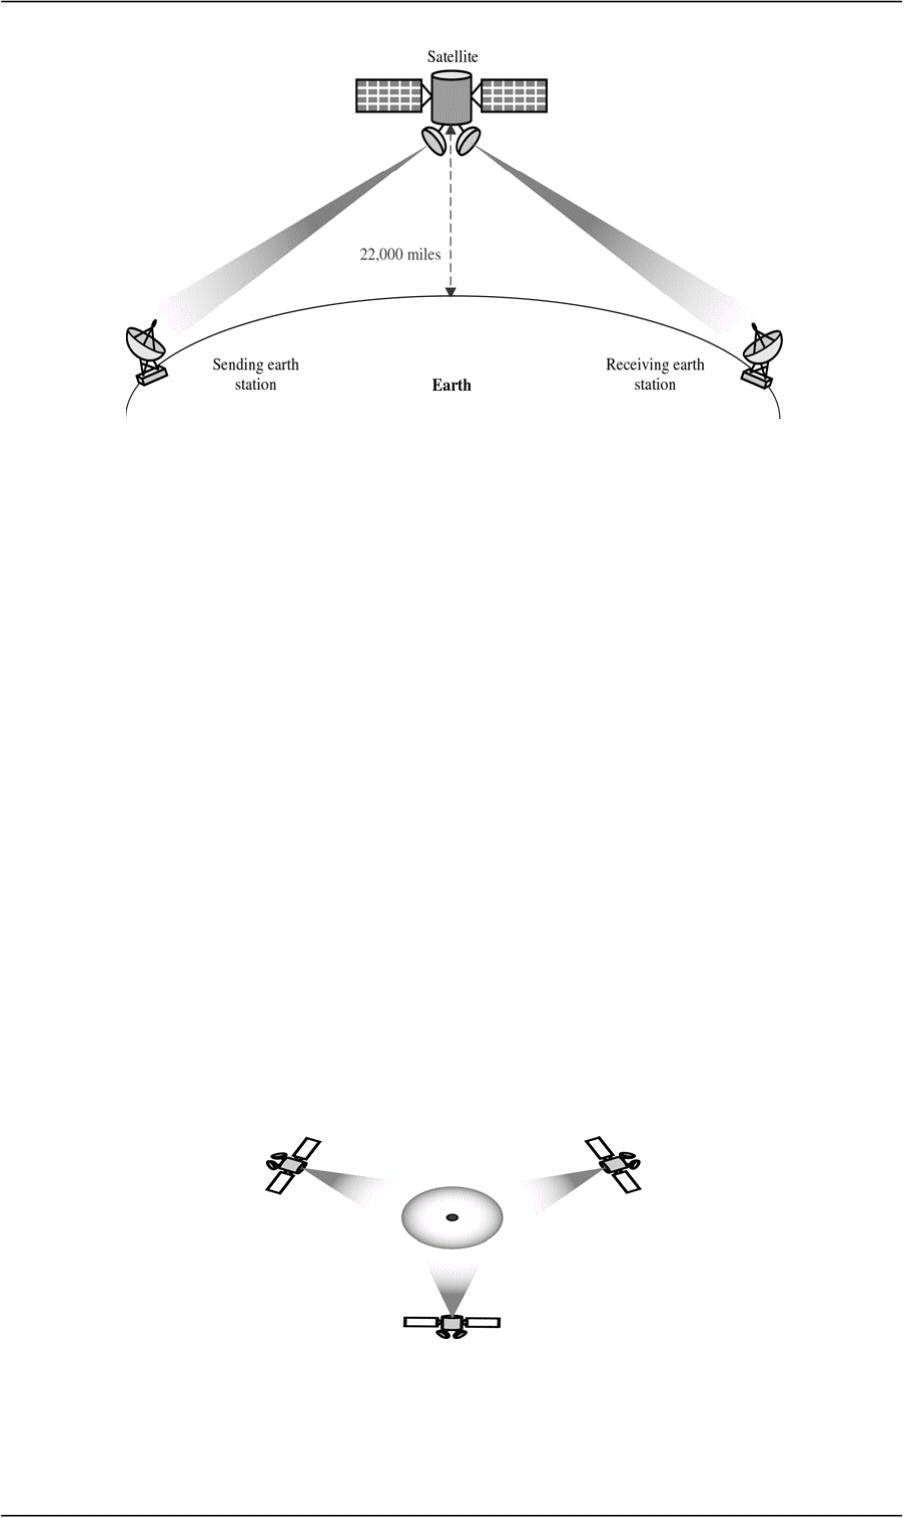 Satellite
22,000 miles
Sending earth
station
Earth
Receiving earth
station